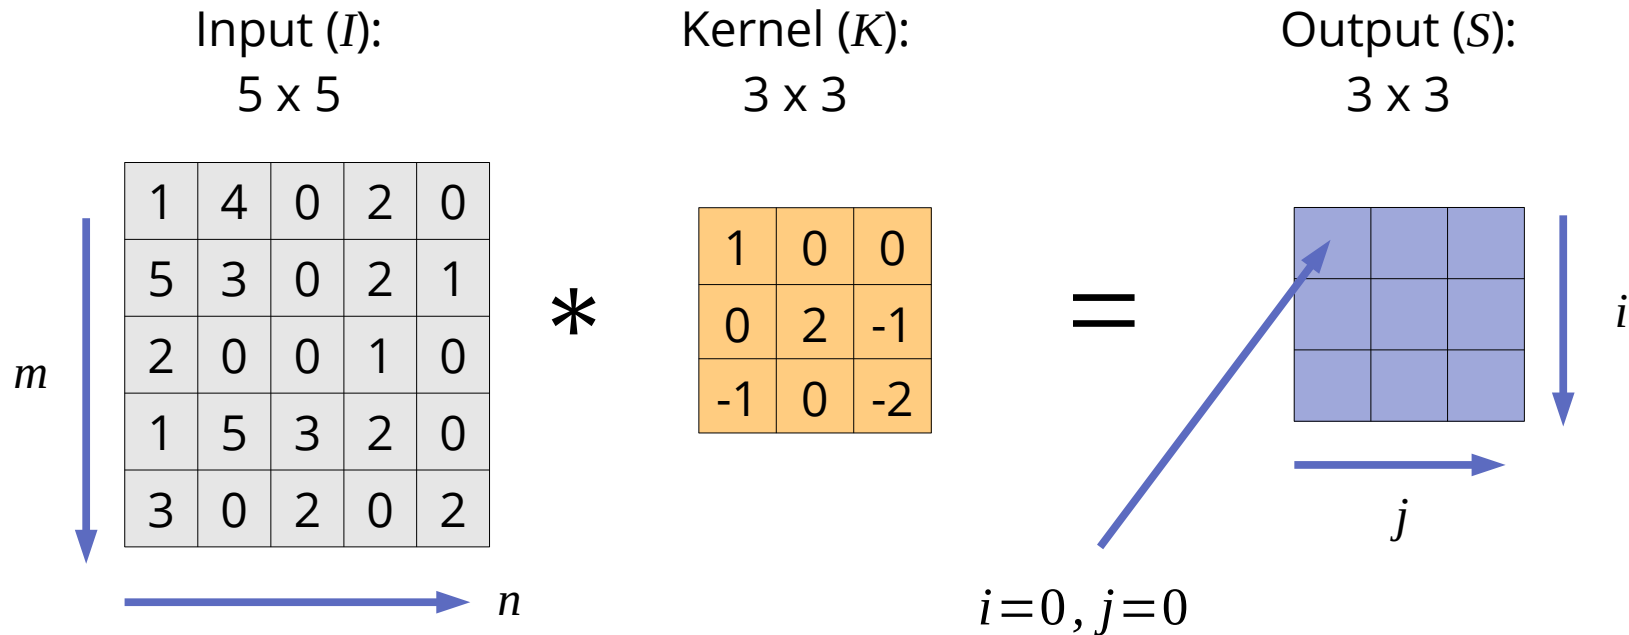 Input (I):
5 x 5
Kernel (K):
3 x 3
Output (S):
3 x 3
m
1 4 0 2 0
5 3 0 2 1
2 0 0 1 0
1 5 3 2 0
3 0 2 0 2
n
*
1 0 0
0 2 -1
-1 0 -2
=
i
j
i=0, j=0